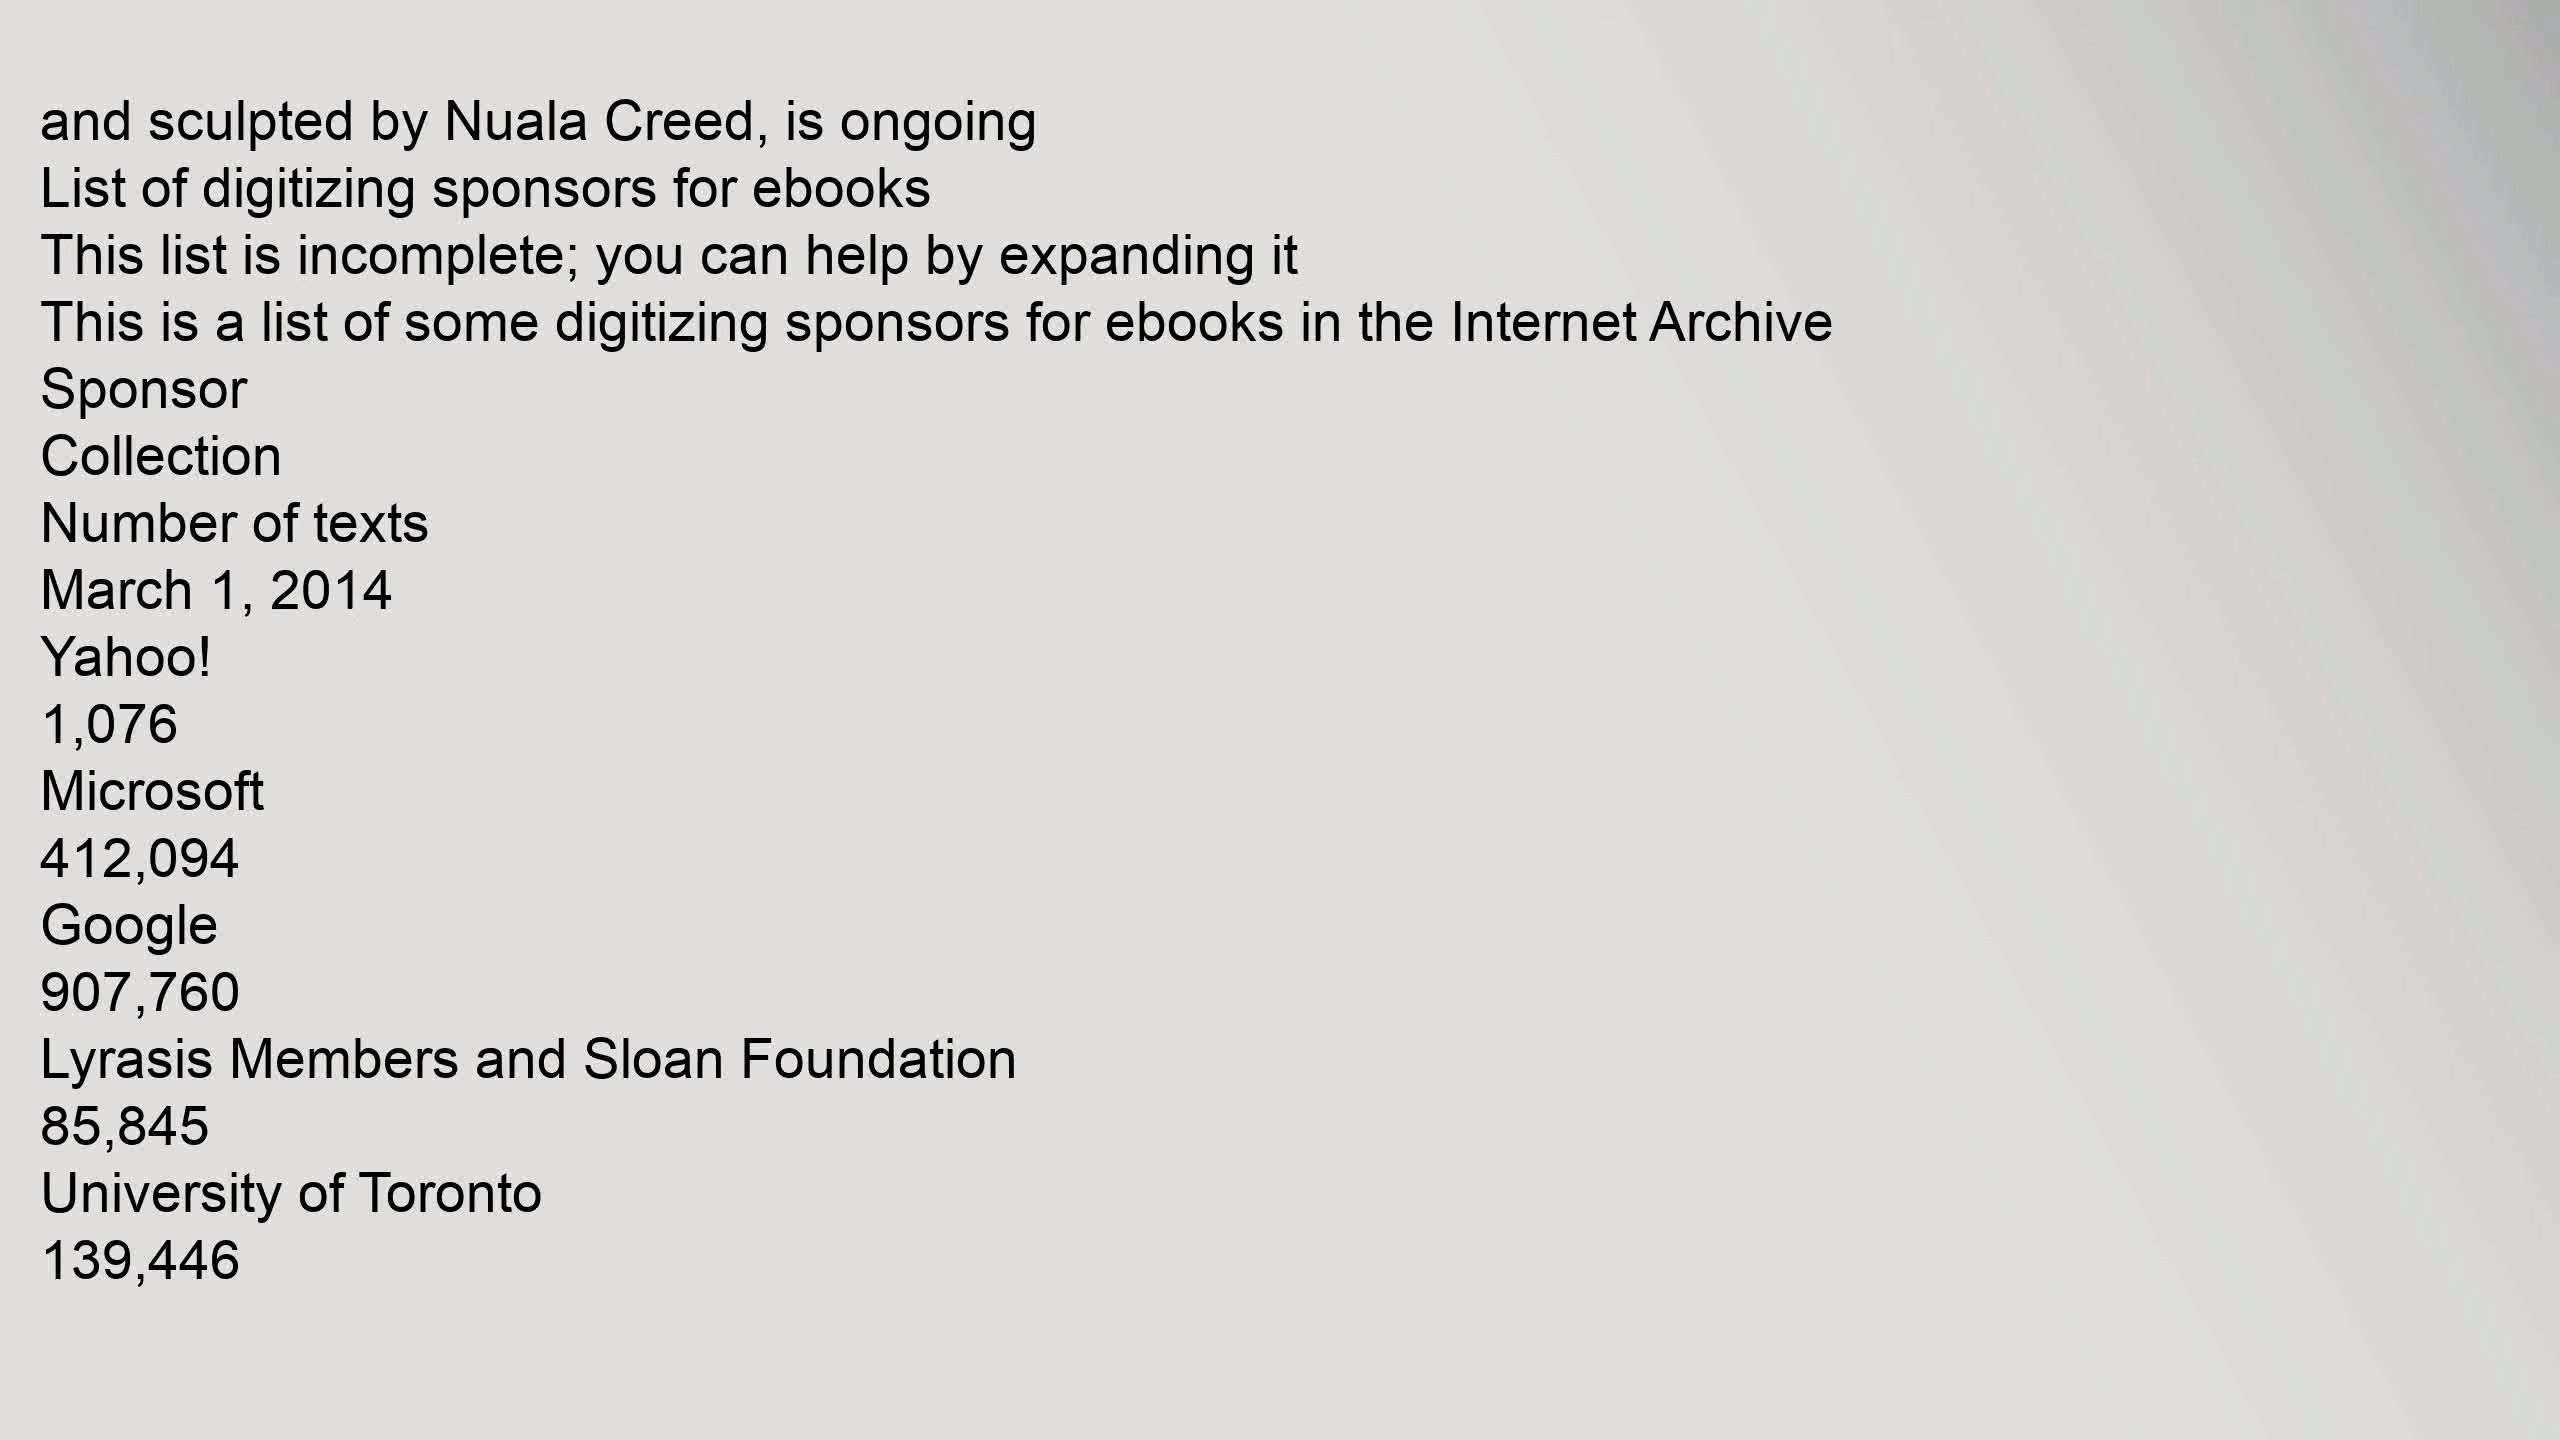 and sculpted by Nuala Creed, is ongoing
List of digitizing sponsors for ebooks
This list is incomplete; you can help by expanding it
This is a list of some digitizing sponsors for ebooks in the Internet Archive
Sponsor
Collection
Number of texts
March 1, 2014
Yahoo!
1,076
Microsoft
412,094
Google
907,760
Lyrasis Members and Sloan Foundation
85,845
University of Toronto
139,446